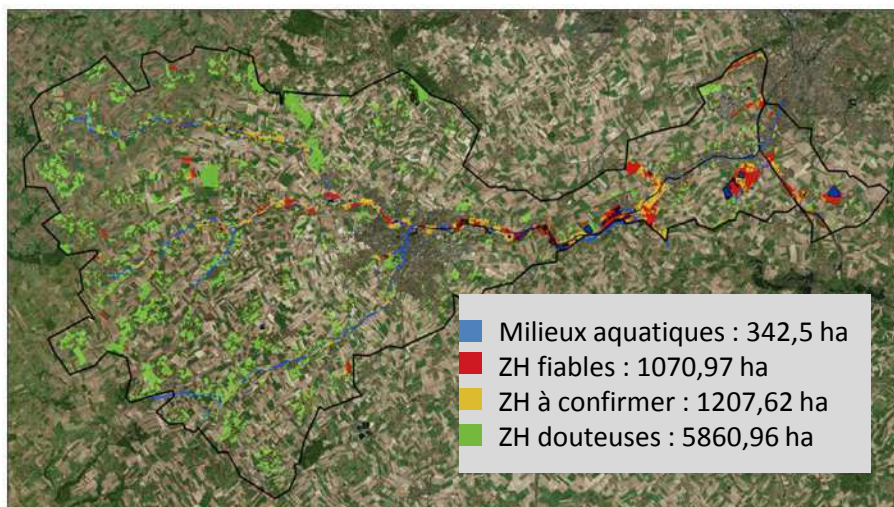 Milieux aquatiques : 342,5 ha
ZH fiables : 1070,97 ha
ZH à confirmer : 1207,62 ha
ZH douteuses : 5860,96 ha